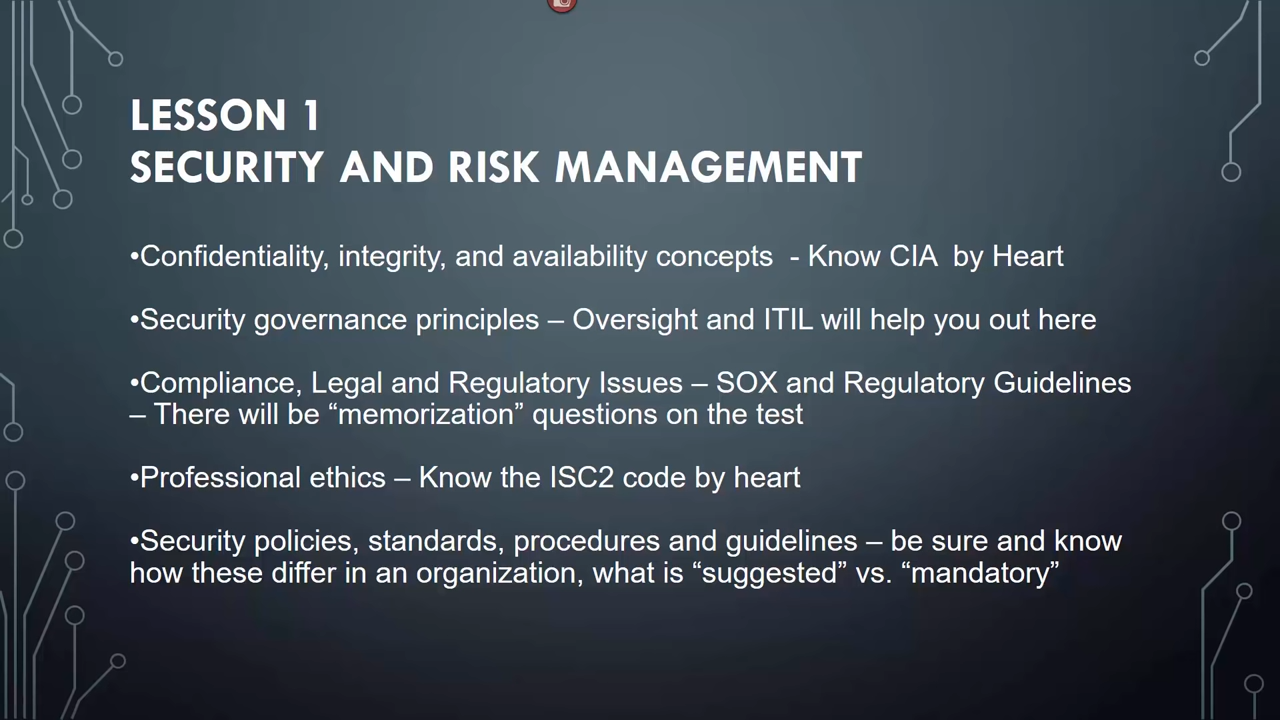 LESSON 1
SECURITY AND RISK MANAGEMENT
•Confidentiality, integrity, and availability concepts  - Know CIA  by Heart
•Security governance principles – Oversight and ITIL will help you out here
•Compliance, Legal and Regulatory Issues – SOX and Regulatory Guidelines
– There will be “memorization” questions on the test
•Professional ethics – Know the ISC2 code by heart
•Security policies, standards, procedures and guidelines – be sure and know
how these differ in an organization, what is “suggested” vs. “mandatory”